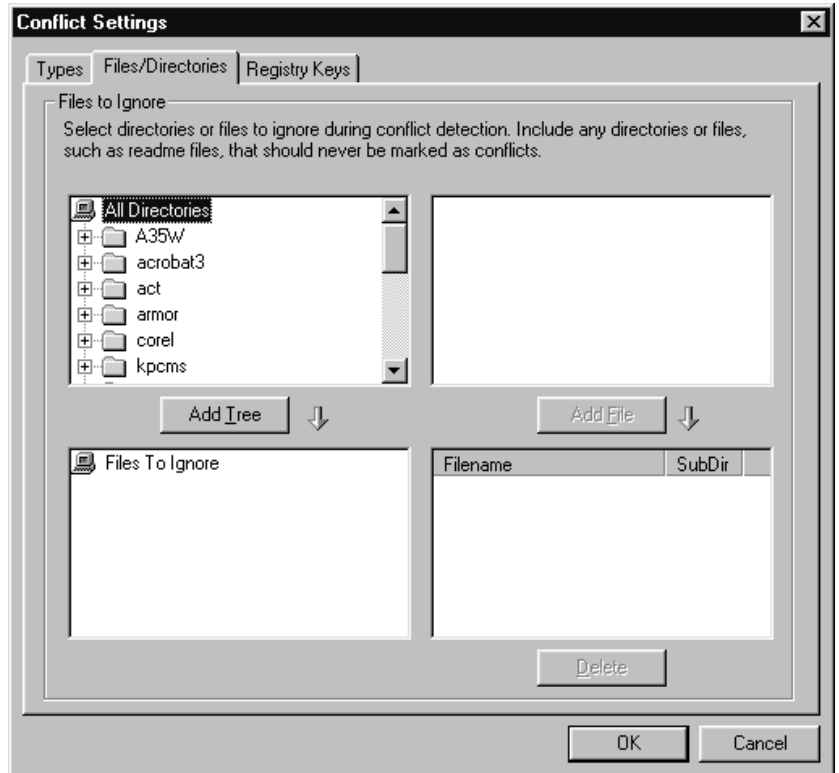 Conflict Settings
Types Files/Directories Registry Keys
Files to Ignore
Select directories or files to ignore during conflict detection. Include any directories or files,
such as readme files, that should never be marked as conflicts.
All Directories
A35W
acrobat3
act
armor
corel
kpcms
Add Tree
Add File
Files To Ignore
Filename SubDir
Delete
OK Cancel